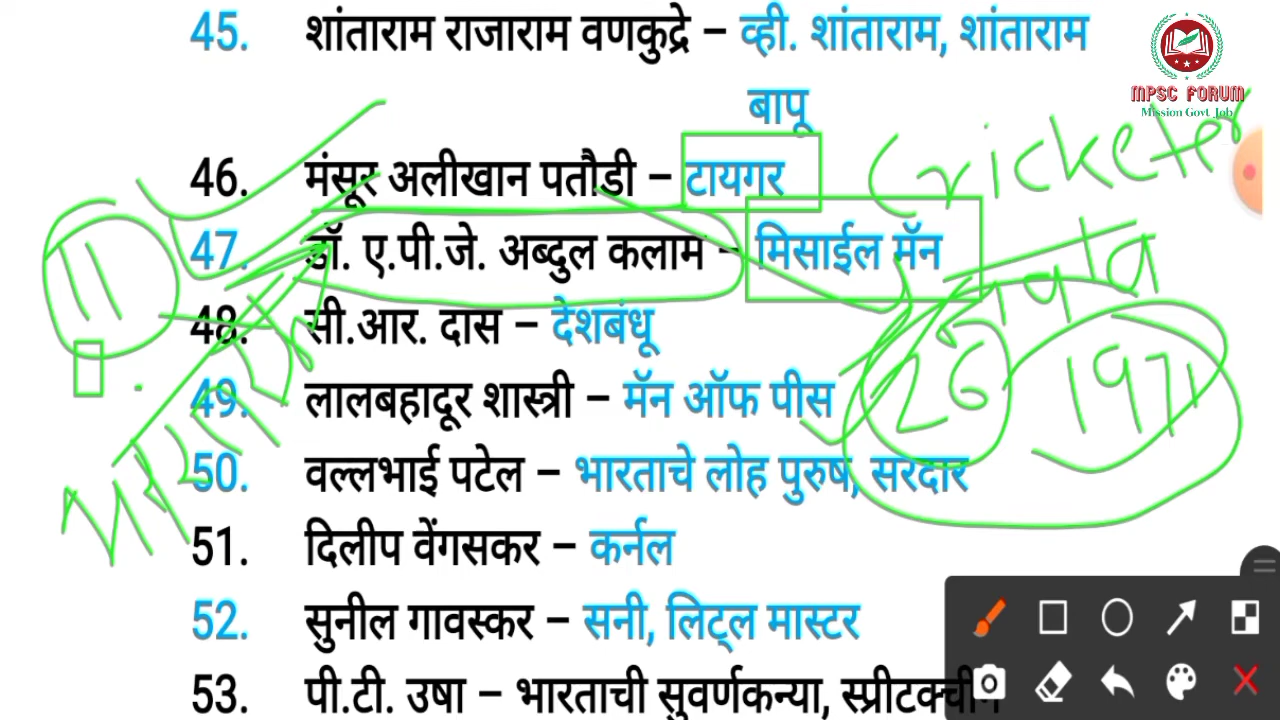 45. शांताराम राजाराम वणकुद्रे – व्ही. शांताराम, शांताराम
बापू
MPSC FORUM
Mission Govt Job
46. मंसूर अलीखान पतौडी – टायगर
Cricketer
47. डॉ. ए.पी.जे. अब्दुल कलाम – मिसाईल मॅन
11
48. सी.आर. दास – देशबंधू
26 1971
49. लालबहादूर शास्त्री – मॅन ऑफ पीस
50. वल्लभाई पटेल – भारताचे लोह पुरुष, सरदार
51. दिलीप वेंगसकर – कर्नल
52. सुनील गावस्कर – सनी, लिट्ल मास्टर
53. पी.टी. उषा – भारताची सुवर्णकन्या,